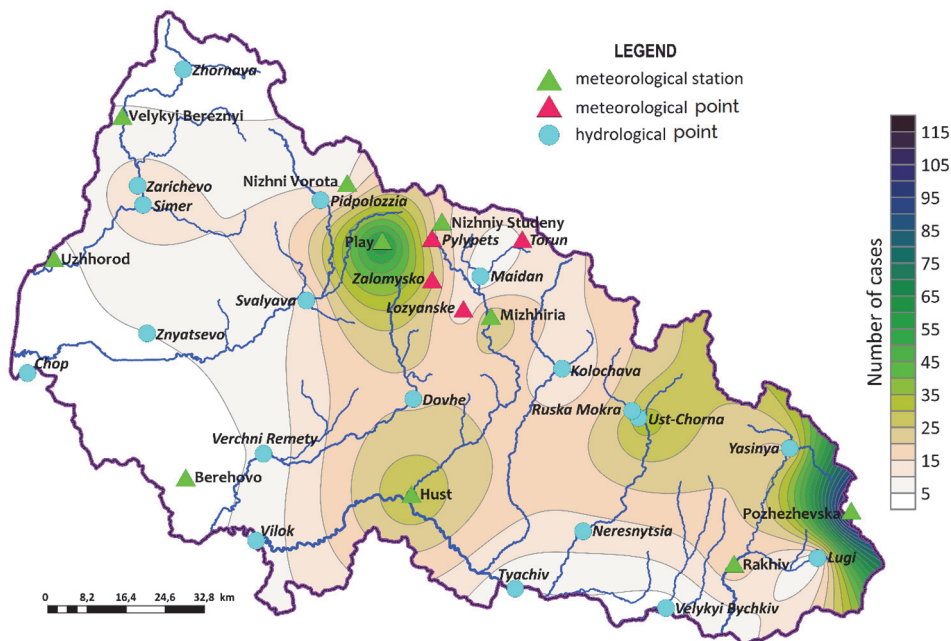 LEGEND
meteorological station
meteorological point
hydrological point
Zhornava
Velykyi Bereznyi
Zarichevo
Simer
Nizhni Vorota
Pidpolozzia
Nizhniy Studeny
Play
Pylypets
Torun
Uzhhorod
Zalomysko
Maidan
Svalyava
Lozyanske
Mizhhiria
Znyatsevo
Chop
Kolochava
Dovhe
Ruska Mokra
Ust-Chorna
Verchni Remety
Yasinya
Berehovo
Hust
Pozhezhevska
Vilok
Neresnytsia
Rakhiv
Lugi
Tyachiv
Velykyi Bychkiv
0 8,2 16,4 24,6 32,8 km
Number of cases
115
105
95
85
75
65
55
45
35
25
15
5